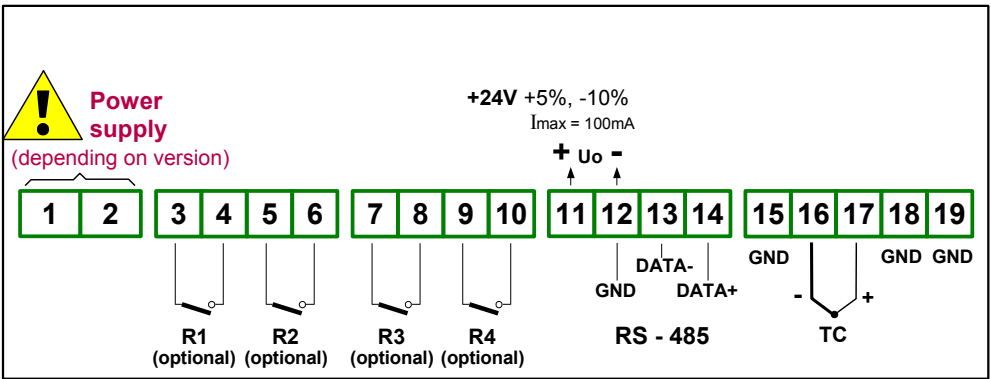 +24V +5%, -10%
Imax = 100mA
+ Uo -
!
Power
supply
(depending on version)
1 2 3 4 5 6 7 8 9 10 11 12 13 14 15 16 17 18 19
GND GND GND
DATA-
GND DATA+
- +
R1 R2 R3 R4 RS - 485 TC
(optional) (optional) (optional) (optional)